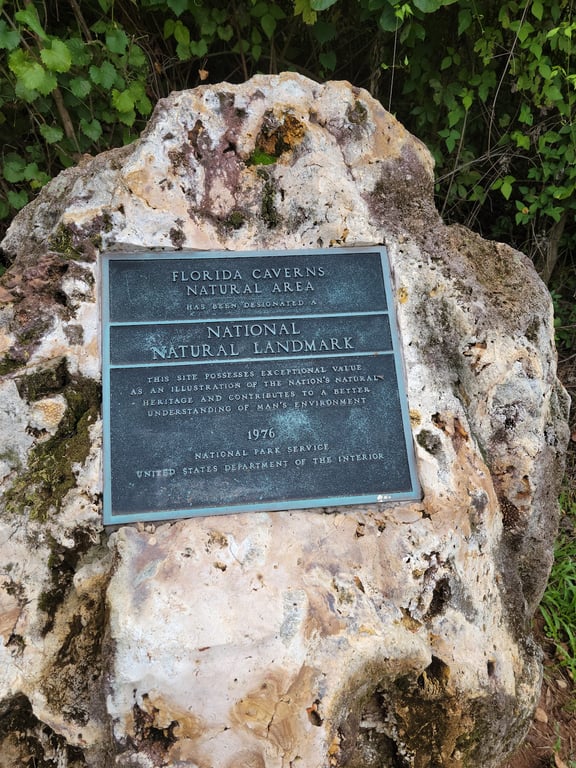 FLORIDA CAVERNS
NATURAL AREA
HAS BEEN DESIGNATED A
NATIONAL
NATURAL LANDMARK
THIS SITE POSSESSES EXCEPTIONAL VALUE
AS AN ILLUSTRATION OF THE NATION'S NATURAL
HERITAGE AND CONTRIBUTES TO A BETTER
UNDERSTANDING OF MAN'S ENVIRONMENT
1976
NATIONAL PARK SERVICE
UNITED STATES DEPARTMENT OF THE INTERIOR